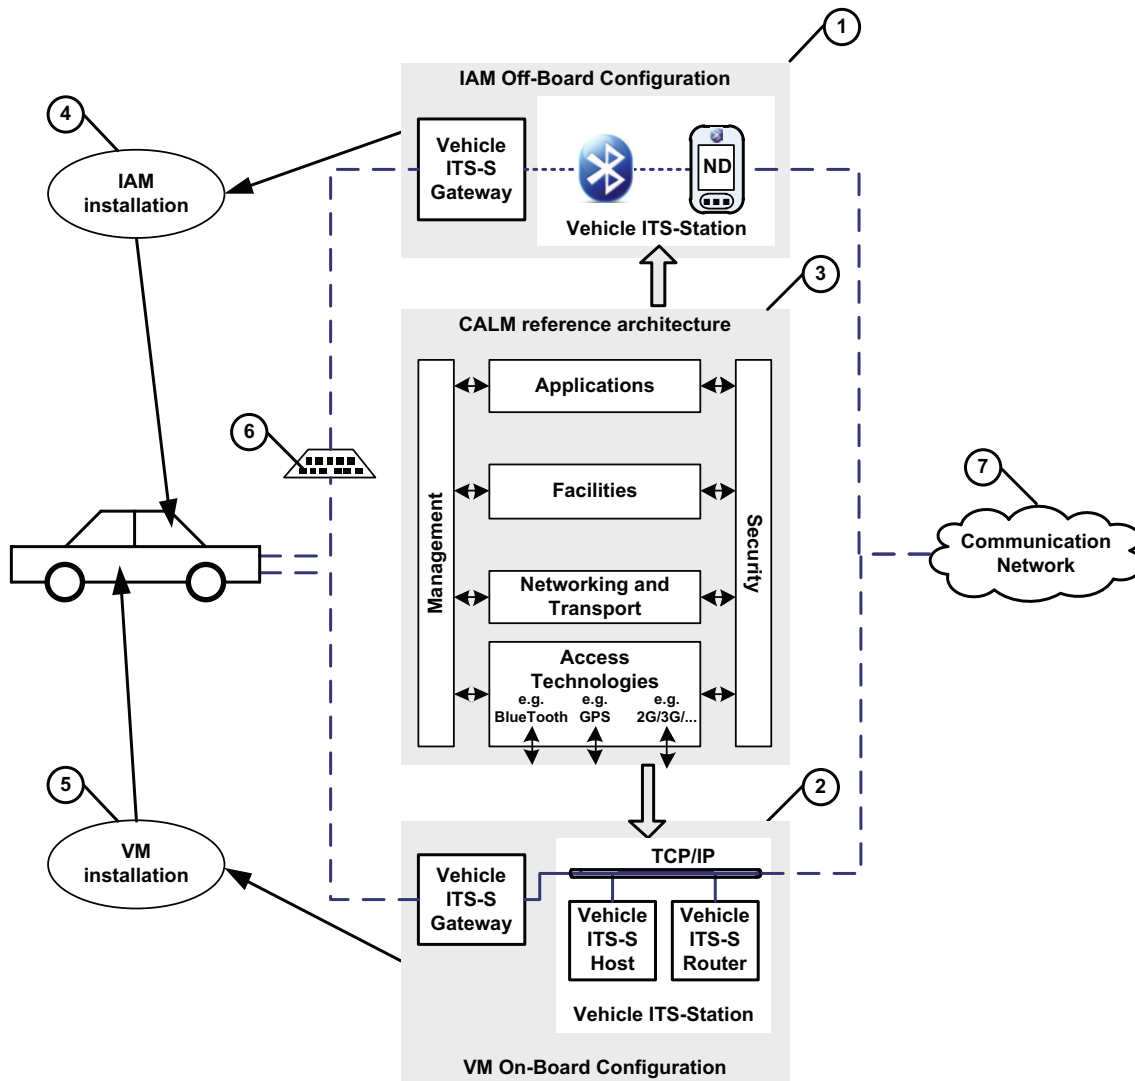 1
IAM Off-Board Configuration
4
Vehicle
ITS-S
Gateway
ND
IAM
installation
Vehicle ITS-Station
3
CALM reference architecture
Applications
6
Facilities
7
Management
Security
Communication
Network
Networking and
Transport
Access
Technologies
e.g.
BlueTooth
e.g.
GPS
e.g.
2G/3G/...
5
2
VM
installation
TCP/IP
Vehicle
ITS-S
Gateway
Vehicle
ITS-S
Host
Vehicle
ITS-S
Router
Vehicle ITS-Station
VM On-Board Configuration